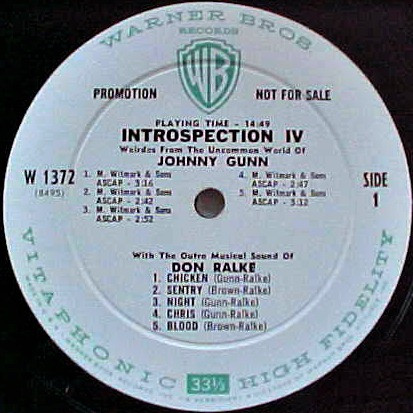 WARNER BROS
RECORDS
WB
PROMOTION NOT FOR SALE
PLAYING TIME - 14:49
INTROSPECTION IV
Weirdes From The Uncommon World Of
JOHNNY GUNN
W 1372
(8495)
SIDE
1
1. M. Witmark & Sons
ASCAP - 3:16
2. M. Witmark & Sons
ASCAP - 2:42
3. M. Witmark & Sons
ASCAP - 2:52
4. M. Witmark & Sons
ASCAP - 2:47
5. M. Witmark & Sons
ASCAP - 3:12
With The Outre Musical Sound Of
DON RALKE
1. CHICKEN (Gunn-Ralke)
2. SENTRY (Brown-Ralke)
3. NIGHT (Gunn-Ralke)
4. CHRIS (Gunn-Ralke)
5. BLOOD (Brown-Ralke)
VITAPHONIC HIGH FIDELITY
33⅓